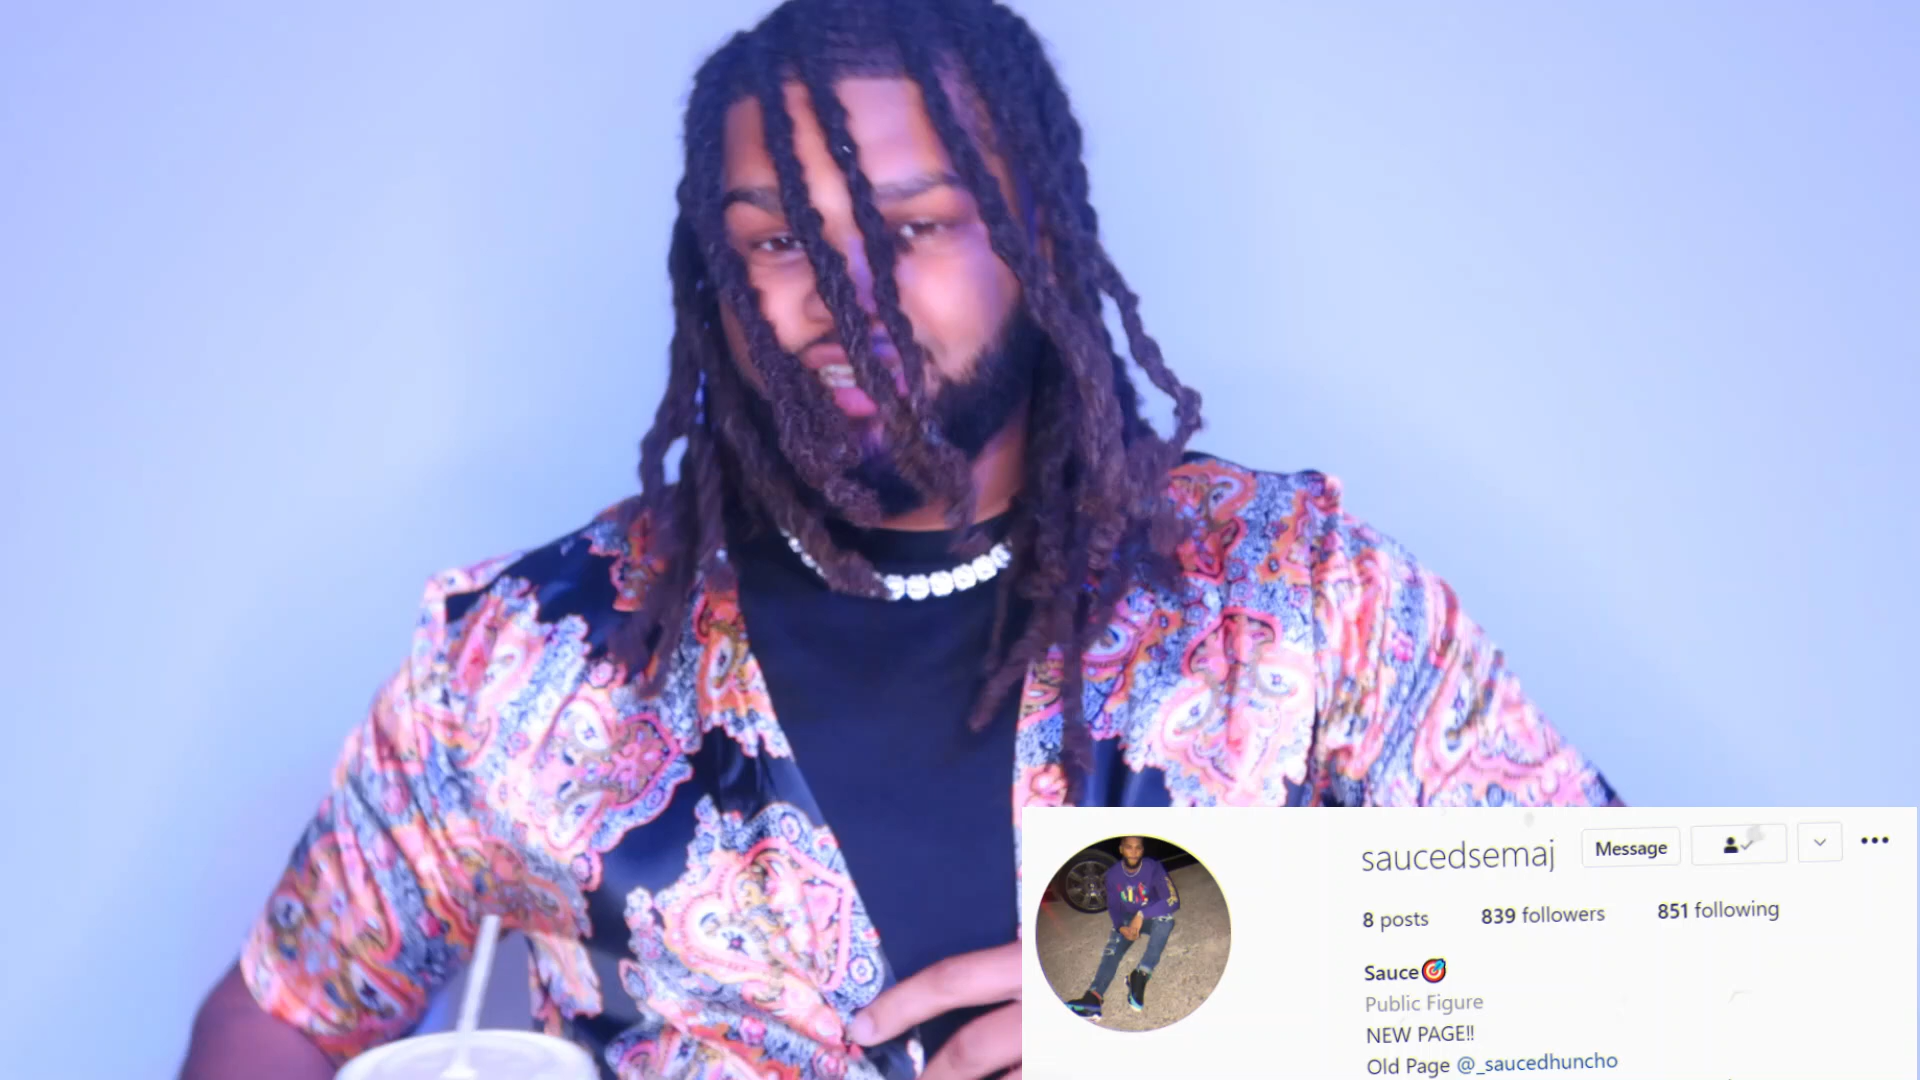 saucedsemaj Message
8 posts 839 followers 851 following
Sauce
Public Figure
NEW PAGE!!
Old Page @_saucedhuncho